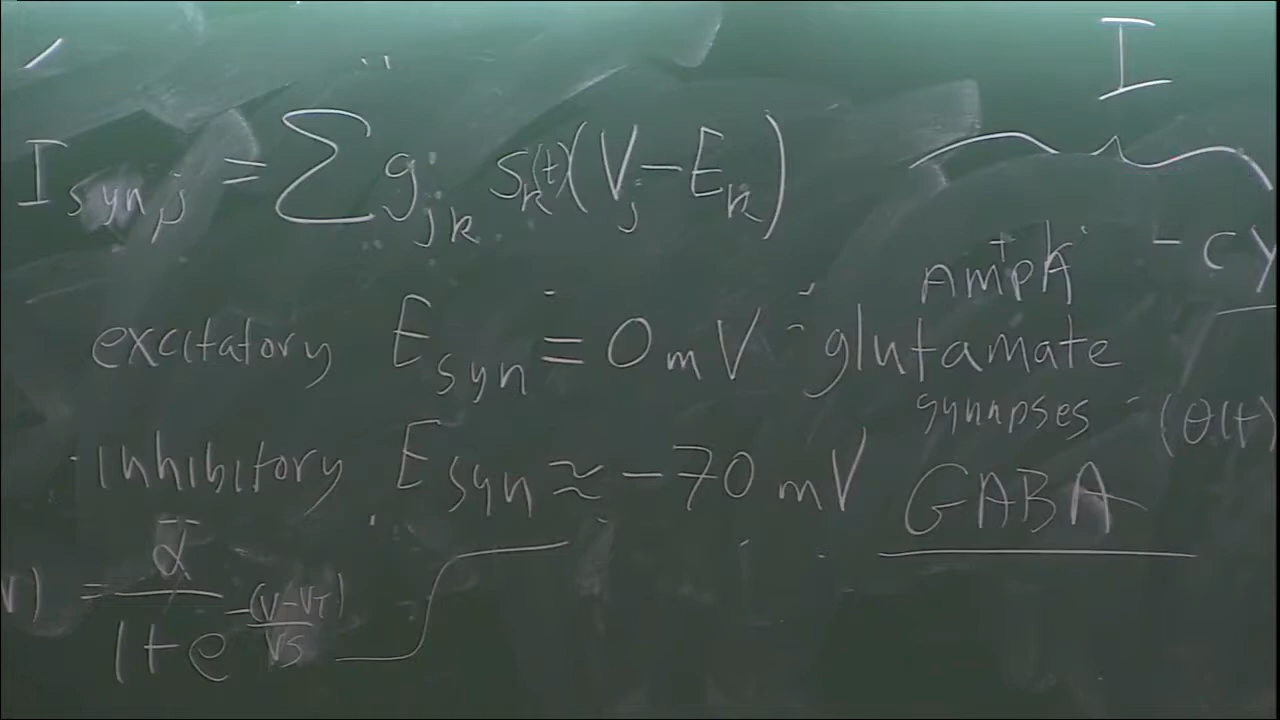 I
I_syn,j = ∑ g_jk s_k(t)(V_j − E_k)
AMPA
- cy
excitatory E_syn = 0 mV - glutamate
synapses - (θ(t)
inhibitory E_syn ≈ −70 mV GABA
v) = α / (1+e^(−(V−V_T)/V_S))